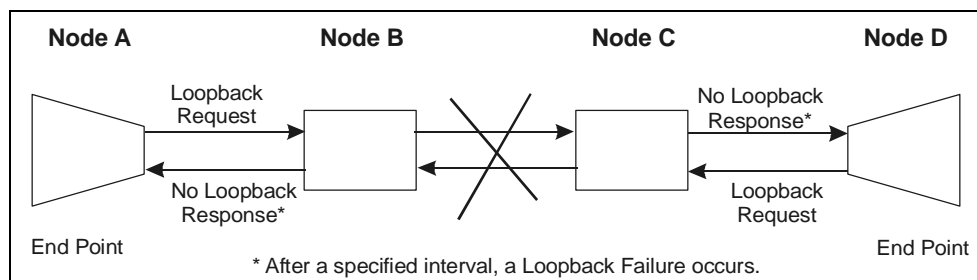 Node A
Node B
Node C
Node D
Loopback
Request
No Loopback
Response*
No Loopback
Response*
Loopback
Request
End Point
End Point
* After a specified interval, a Loopback Failure occurs.